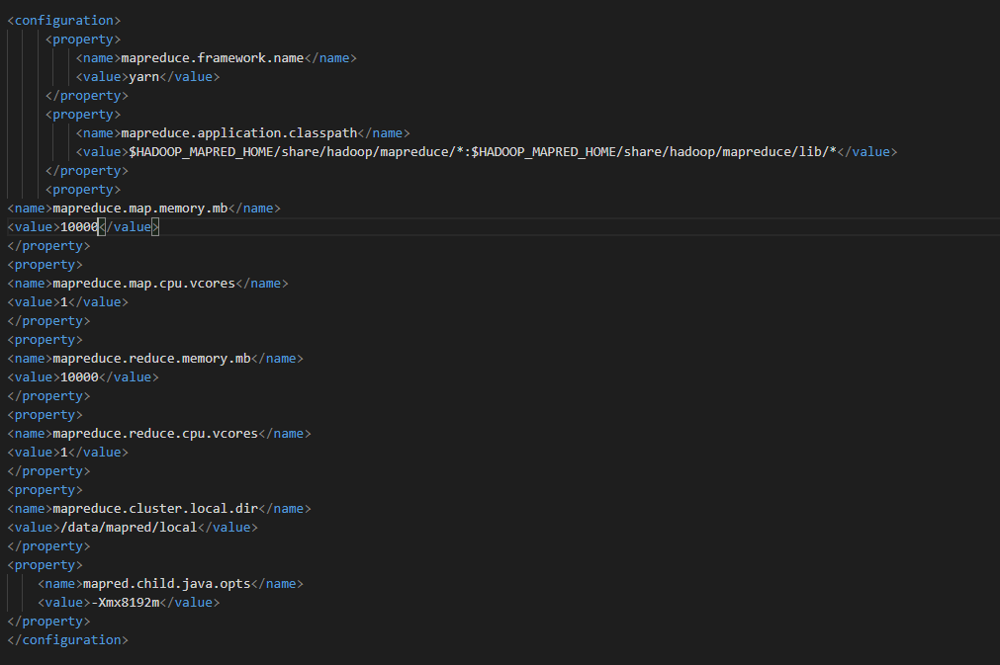 <configuration>
<property>
<name>mapreduce.framework.name</name>
<value>yarn</value>
</property>
<property>
<name>mapreduce.application.classpath</name>
<value>$HADOOP_MAPRED_HOME/share/hadoop/mapreduce/*:$HADOOP_MAPRED_HOME/share/hadoop/mapreduce/lib/*</value>
</property>
<property>
<name>mapreduce.map.memory.mb</name>
<value>10000</value>
</property>
<property>
<name>mapreduce.map.cpu.vcores</name>
<value>1</value>
</property>
<property>
<name>mapreduce.reduce.memory.mb</name>
<value>10000</value>
</property>
<property>
<name>mapreduce.reduce.cpu.vcores</name>
<value>1</value>
</property>
<property>
<name>mapreduce.cluster.local.dir</name>
<value>/data/mapred/local</value>
</property>
<property>
<name>mapred.child.java.opts</name>
<value>-Xmx8192m</value>
</property>
</configuration>